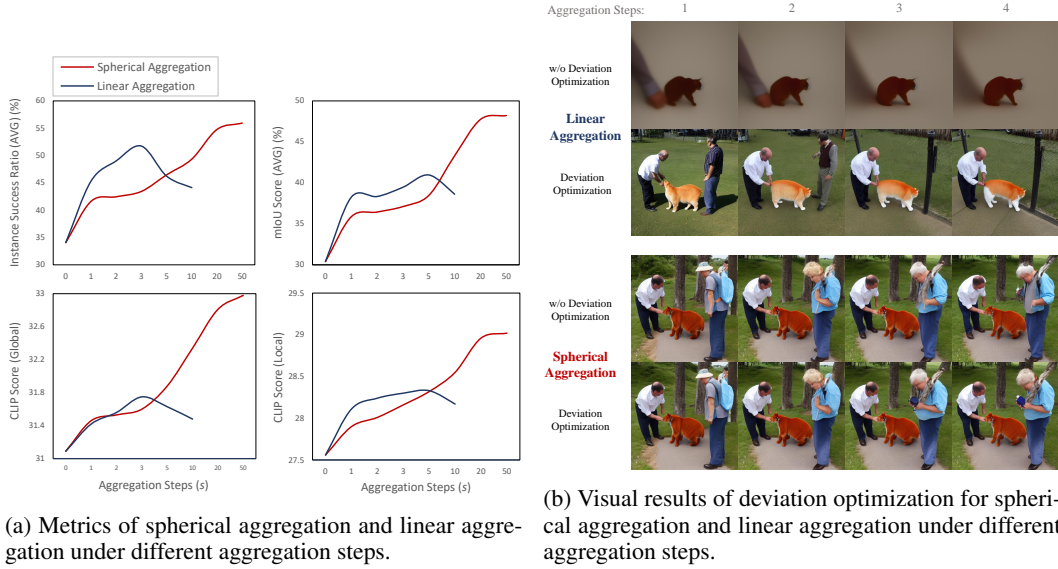 Spherical Aggregation
Linear Aggregation
Instance Success Ratio (AVG) (%)
60
55
50
45
40
35
30
0 1 2 3 5 10 20 50
mIoU Score (AVG) (%)
50
45
40
35
30
0 1 2 3 5 10 20 50
CLIP Score (Global)
33
32.6
32.2
31.8
31.4
31
0 1 2 3 5 10 20 50
Aggregation Steps (s)
CLIP Score (Local)
29.5
29
28.5
28
27.5
0 1 2 3 5 10 20 50
Aggregation Steps (s)
(a) Metrics of spherical aggregation and linear aggre-
gation under different aggregation steps.
Aggregation Steps: 1 2 3 4
w/o Deviation
Optimization
Linear
Aggregation
Deviation
Optimization
w/o Deviation
Optimization
Spherical
Aggregation
Deviation
Optimization
(b) Visual results of deviation optimization for spheri-
cal aggregation and linear aggregation under different
aggregation steps.